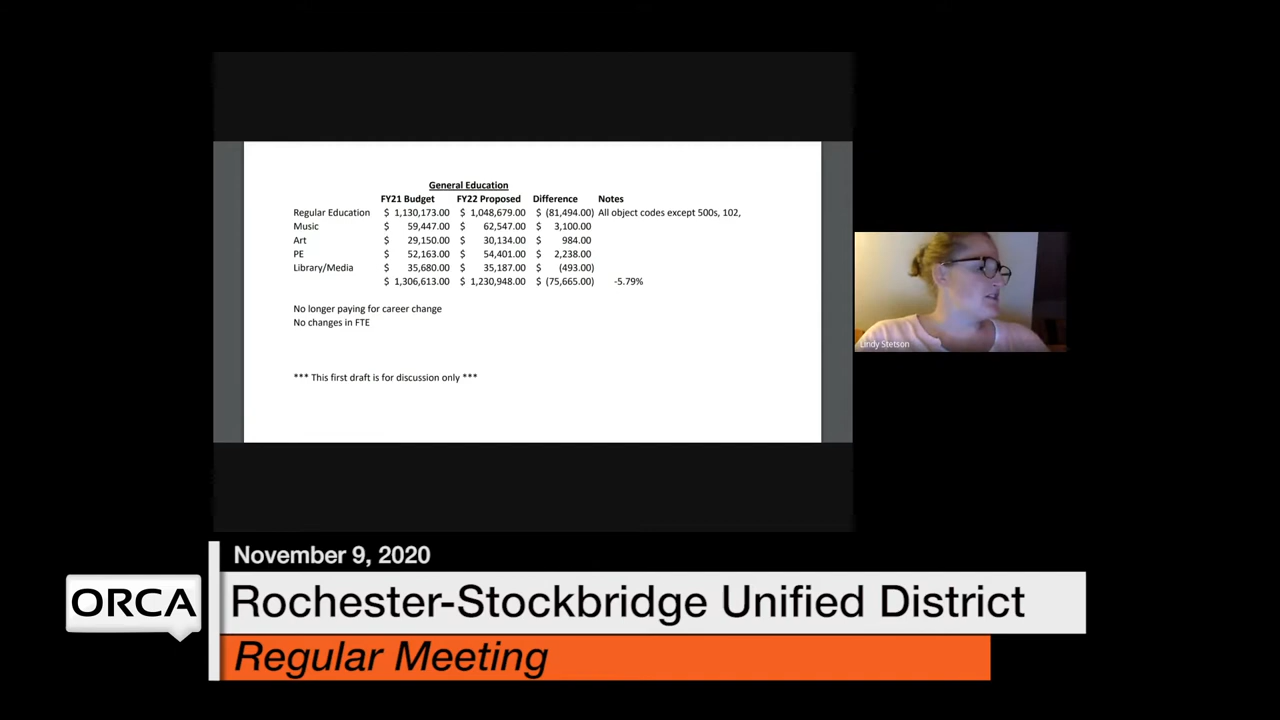 General Education
FY21 Budget FY22 Proposed Difference Notes
Regular Education $ 1,130,173.00 $ 1,048,679.00 $ (81,494.00) All object codes except 500s, 102,
Music $ 59,447.00 $ 62,547.00 $ 3,100.00
Art $ 29,150.00 $ 30,134.00 $ 984.00
PE $ 52,163.00 $ 54,401.00 $ 2,238.00
Library/Media $ 35,680.00 $ 35,187.00 $ (493.00)
$ 1,306,613.00 $ 1,230,948.00 $ (75,665.00) -5.79%
No longer paying for career change
No changes in FTE
*** This first draft is for discussion only ***
Lindy Stetson
November 9, 2020
ORCA
Rochester-Stockbridge Unified District
Regular Meeting